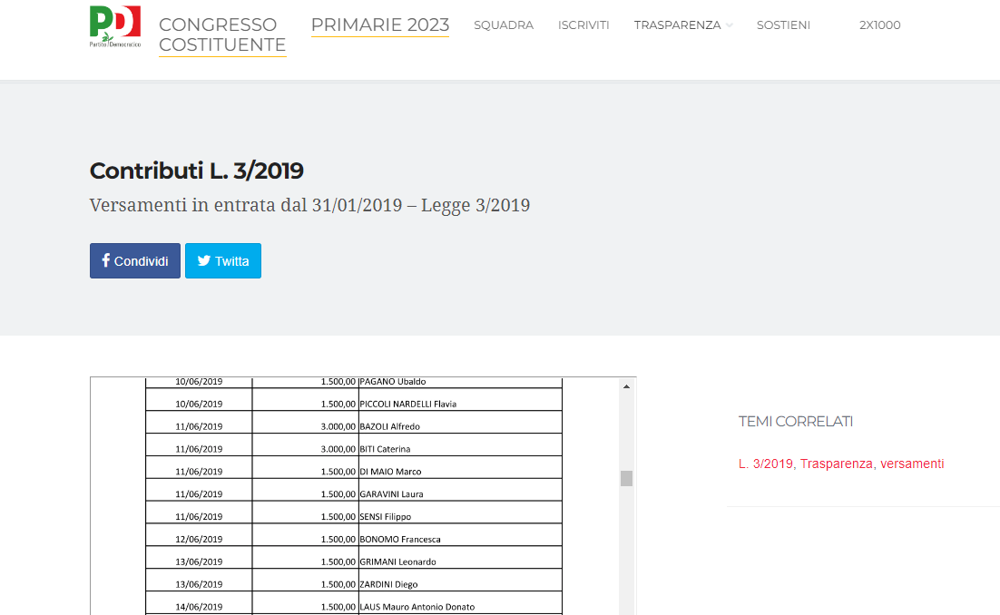 PD
Partito Democratico
CONGRESSO
COSTITUENTE
PRIMARIE 2023
SQUADRA
ISCRIVITI
TRASPARENZA
SOSTIENI
2X1000
Contributi L. 3/2019
Versamenti in entrata dal 31/01/2019 – Legge 3/2019
Condividi
Twitta
10/06/2019 1.500,00 PAGANO Ubaldo
10/06/2019 1.500,00 PICCOLI NARDELLI Flavia
11/06/2019 3.000,00 BAZOLI Alfredo
11/06/2019 3.000,00 BITI Caterina
11/06/2019 1.500,00 DI MAIO Marco
11/06/2019 1.500,00 GARAVINI Laura
11/06/2019 1.500,00 SENSI Filippo
12/06/2019 1.500,00 BONOMO Francesca
13/06/2019 1.500,00 GRIMANI Leonardo
13/06/2019 1.500,00 ZARDINI Diego
14/06/2019 1.500,00 LAUS Mauro Antonio Donato
TEMI CORRELATI
L. 3/2019, Trasparenza, versamenti